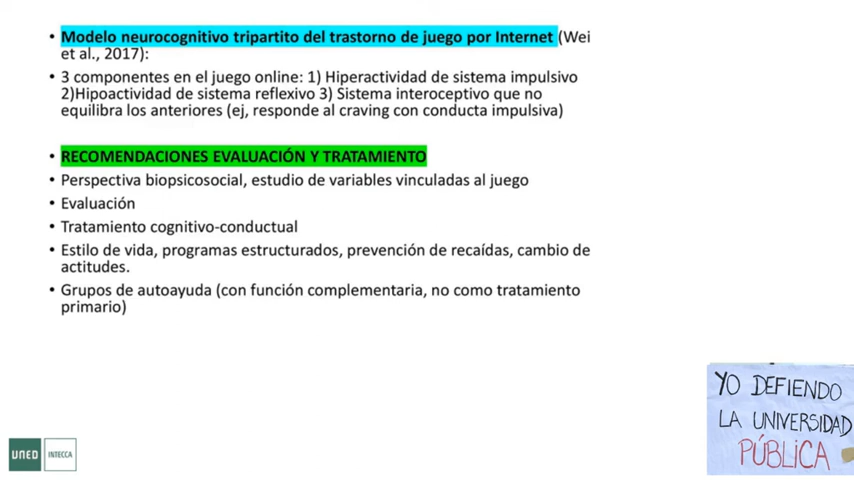 • Modelo neurocognitivo tripartito del trastorno de juego por Internet (Wei
et al., 2017):
• 3 componentes en el juego online: 1) Hiperactividad de sistema impulsivo
2)Hipoactividad de sistema reflexivo 3) Sistema interoceptivo que no
equilibra los anteriores (ej, responde al craving con conducta impulsiva)
• RECOMENDACIONES EVALUACIÓN Y TRATAMIENTO
• Perspectiva biopsicosocial, estudio de variables vinculadas al juego
• Evaluación
• Tratamiento cognitivo-conductual
• Estilo de vida, programas estructurados, prevención de recaídas, cambio de
actitudes.
• Grupos de autoayuda (con función complementaria, no como tratamiento
primario)
YO DEFIENDO
LA UNIVERSIDAD
PÚBLICA
UNED INTECCA